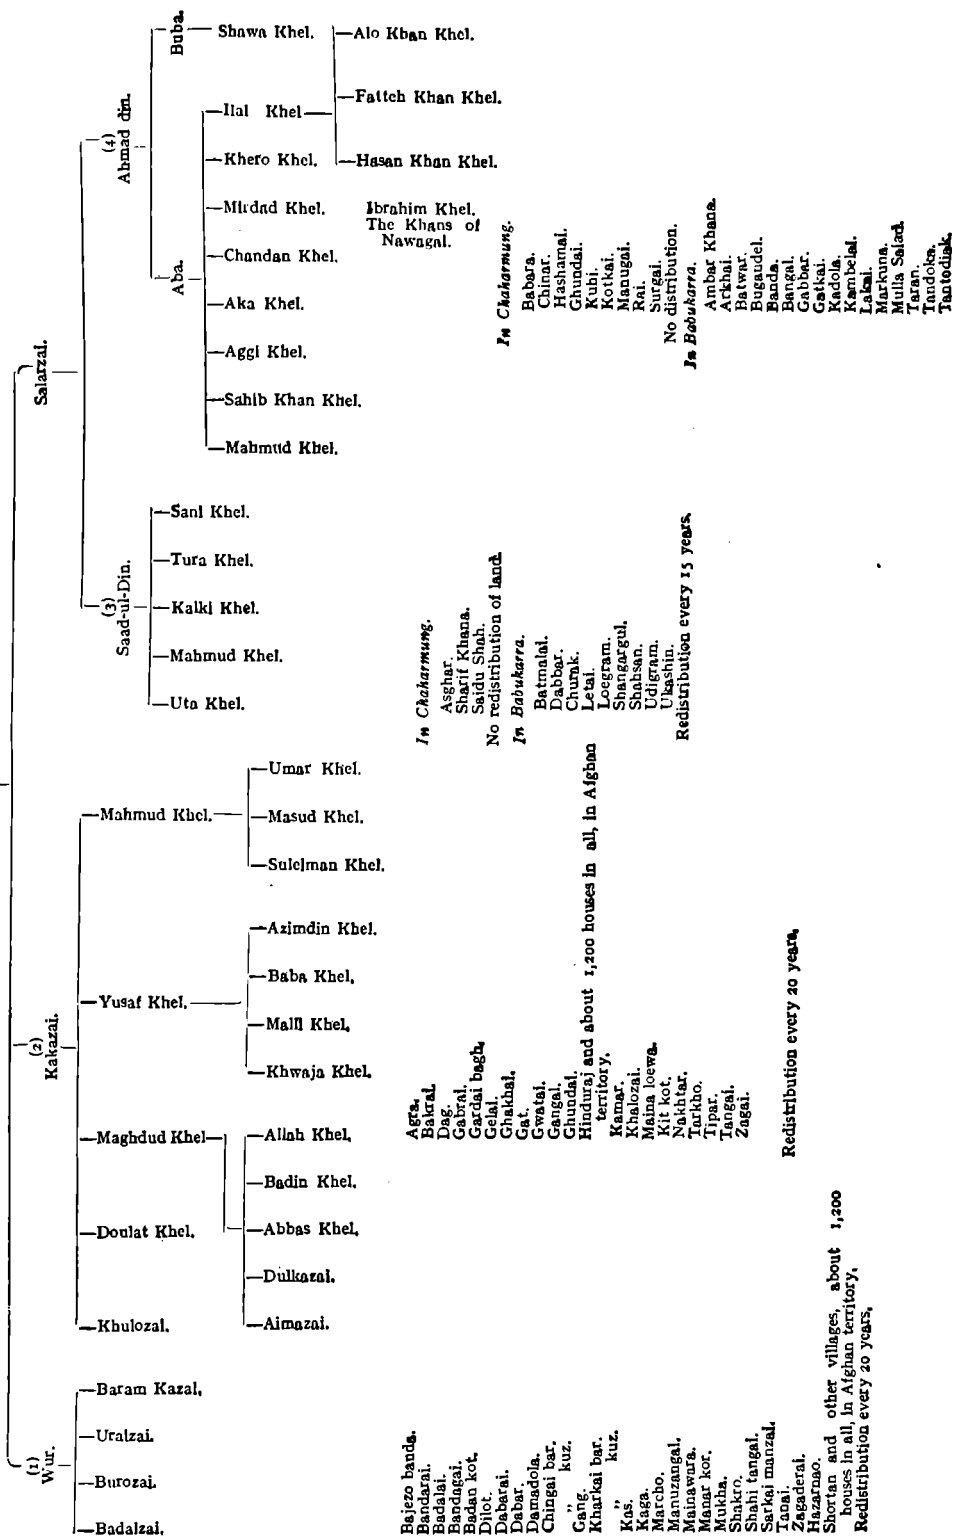 Salarzai.
(4)
Ahmad din.
Buba.
Shawa Khel.
Aba.
Ilal Khel
Alo Khan Khel.
Fatteh Khan Khel.
Hasan Khan Khel.
Khero Khel.
Mirdad Khel.
Ibrahim Khel.
The Khans of
Nawagal.
Chandan Khel.
Aka Khel.
Aggi Khel.
Sahib Khan Khel.
Mahmud Khel.
In Chaharmung.
Babara.
Chinar.
Hashamai.
Ghundai.
Kuhi.
Kotkai.
Manugai.
Rai.
Surgai.
No distribution.
In Babukarra.
Ambar Khana.
Arkhai.
Batwar.
Bugaudel.
Banda.
Bangal.
Gabbar.
Gatkai.
Kadola.
Kambelai.
Lakai.
Markuna.
Mulla Salad.
Taran.
Taudoka.
Tantodiak.
(3)
Saad-ul-Din.
Sani Khel.
Tura Khel.
Kalki Khel.
Mahmud Khel.
Uta Khel.
In Chaharmung.
Asghar.
Sharif Khana.
Saidu Shah.
No redistribution of land.
In Babukarra.
Batmalai.
Dabbar.
Churak.
Letai.
Loegram.
Shangargul.
Shahsan.
Udigram.
Ukashin.
Redistribution every 15 years.
(2)
Kakazai.
Mahmud Khel.
Umar Khel.
Masud Khel.
Suleiman Khel.
Yusaf Khel.
Azimdin Khel.
Baba Khel.
Malli Khel.
Khwaja Khel.
Maghdud Khel
Allah Khel.
Badin Khel.
Abbas Khel.
Dulkazai.
Aimazai.
Doulat Khel.
Khulozai.
Agra.
Bakrai.
Dag.
Gabrai.
Gardai bagh.
Gelal.
Ghakhai.
Gat.
Gwatai.
Gangal.
Ghundai.
Hinduraj and about 1,200 houses in all, in Afghan
territory.
Kamar.
Khalozai.
Maina loewa.
Kit kot.
Nakhtar.
Tarkho.
Tipar.
Tangai.
Zagai.
Redistribution every 20 years.
(1)
Wur.
Baram Kazai.
Uraizai.
Burozai.
Badalzai.
Bajezo banda.
Bandarai.
Badalai.
Bandagai.
Badan kot.
Dilot.
Dabarai.
Dabar.
Damadola.
Chingai bar.
„ kuz.
Gang.
Kharkai bar.
„ kuz.
Kas.
Kaga.
Marcho.
Manuzangal.
Mainawara.
Manar kor.
Mukha.
Shakro.
Shahi tangai.
Sarkai manzai.
Tanai.
Zagaderai.
Hazarnao.
Shortan and other villages, about 1,200
houses in all, in Afghan territory.
Redistribution every 20 years.